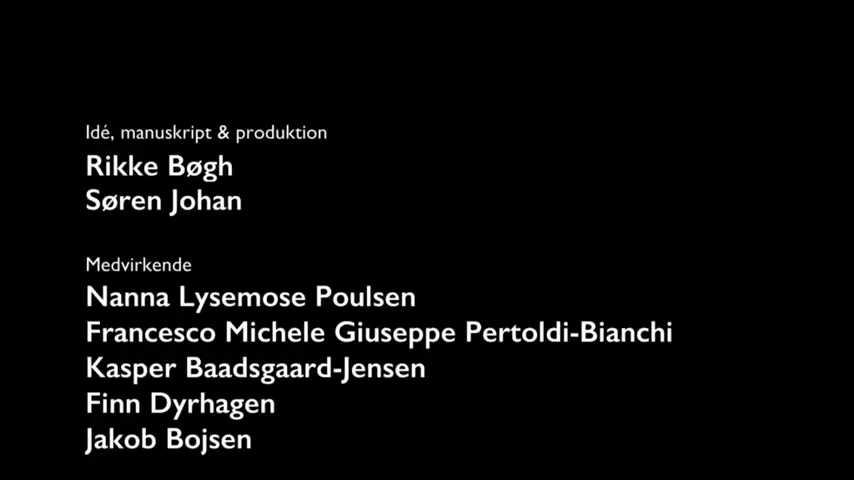 Idé, manuskript & produktion
Rikke Bøgh
Søren Johan
Medvirkende
Nanna Lysemose Poulsen
Francesco Michele Giuseppe Pertoldi-Bianchi
Kasper Baadsgaard-Jensen
Finn Dyrhagen
Jakob Bojsen